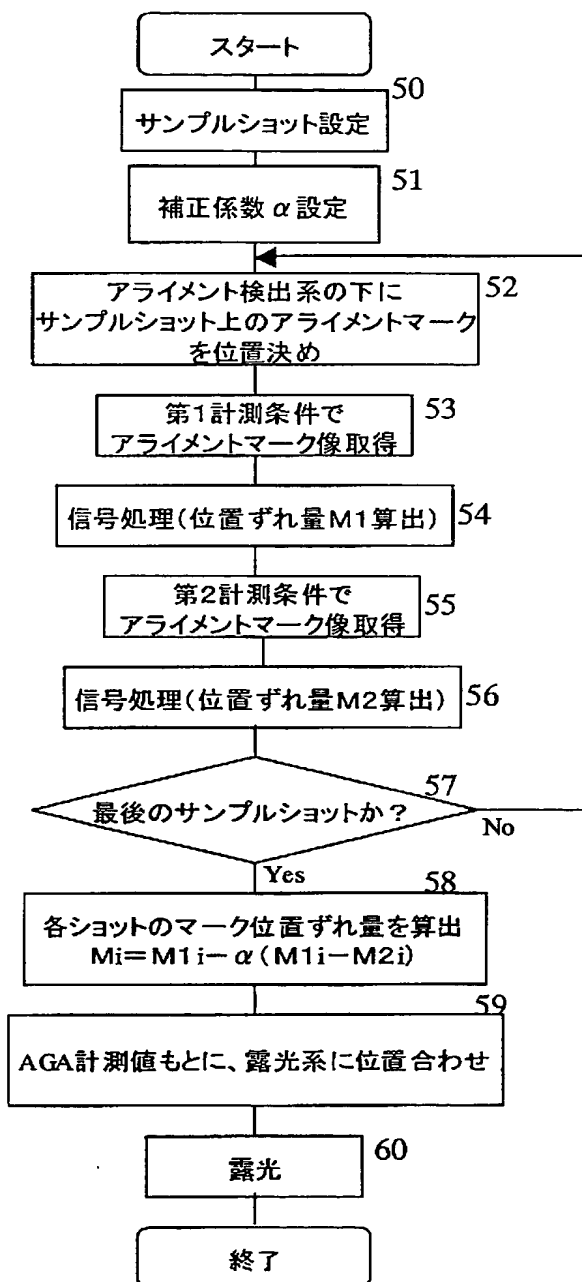 スタート
50
サンプルショット設定
51
補正係数α設定
52
アライメント検出系の下に
サンプルショット上のアライメントマーク
を位置決め
53
第1計測条件で
アライメントマーク像取得
信号処理(位置ずれ量M1算出)
54
第2計測条件で
アライメントマーク像取得
55
信号処理(位置ずれ量M2算出)
56
57
最後のサンプルショットか?
No
Yes
58
各ショットのマーク位置ずれ量を算出
Mi=M1i-α(M1i-M2i)
59
AGA計測値もとに、露光系に位置合わせ
60
露光
終了